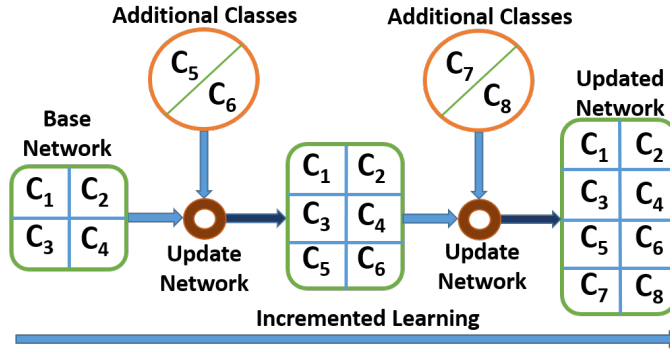 Additional Classes
C5
C6
Additional Classes
C7
C8
Base
Network
C1 C2
C3 C4
Update
Network
C1 C2
C3 C4
C5 C6
Update
Network
Updated
Network
C1 C2
C3 C4
C5 C6
C7 C8
Incremented Learning